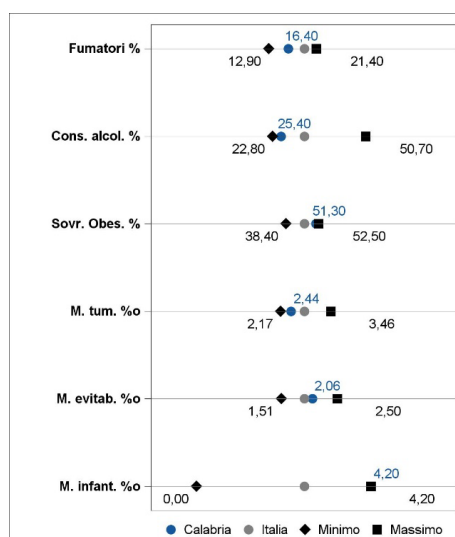 16,40
Fumatori %
12,90 21,40
25,40
Cons. alcol. %
22,80 50,70
51,30
Sovr. Obes. %
38,40 52,50
2,44
M. tum. %o
2,17 3,46
2,06
M. evitab. %o
1,51 2,50
4,20
M. infant. %o
0,00 4,20
Calabria Italia Minimo Massimo